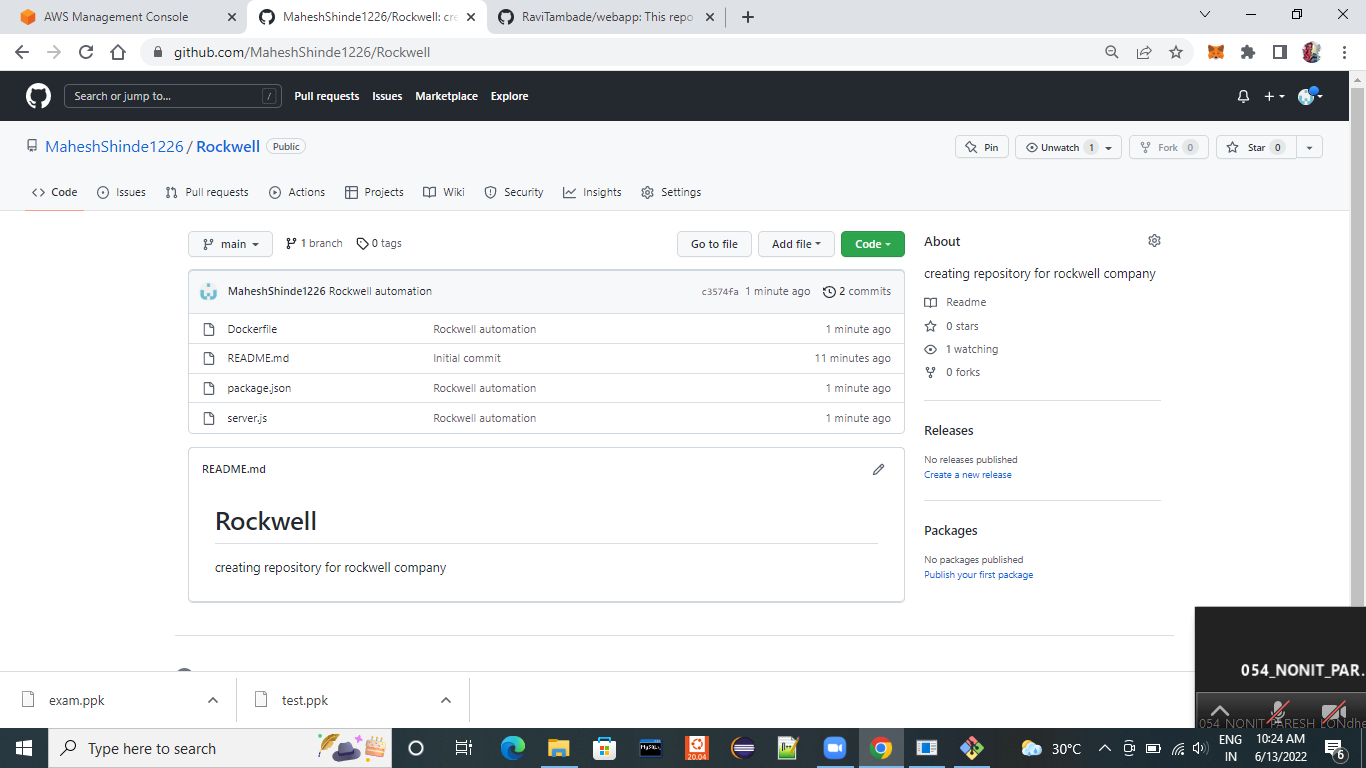 AWS Management Console
MaheshShinde1226/Rockwell: cre
RaviTambade/webapp: This repo
github.com/MaheshShinde1226/Rockwell
Search or jump to... /
Pull requests Issues Marketplace Explore
MaheshShinde1226 / Rockwell Public
Pin Unwatch 1 Fork 0 Star 0
Code Issues Pull requests Actions Projects Wiki Security Insights Settings
main 1 branch 0 tags Go to file Add file Code
MaheshShinde1226 Rockwell automation c3574fa 1 minute ago 2 commits
Dockerfile Rockwell automation 1 minute ago
README.md Initial commit 11 minutes ago
package.json Rockwell automation 1 minute ago
server.js Rockwell automation 1 minute ago
README.md
Rockwell
creating repository for rockwell company
About
creating repository for rockwell company
Readme
0 stars
1 watching
0 forks
Releases
No releases published
Create a new release
Packages
No packages published
Publish your first package
054_NONIT_PAR...
054_NONIT_PARESH LONdhe
exam.ppk
test.ppk
Type here to search
MySQL
20.04
30°C
ENG
IN
10:24 AM
6/13/2022
6